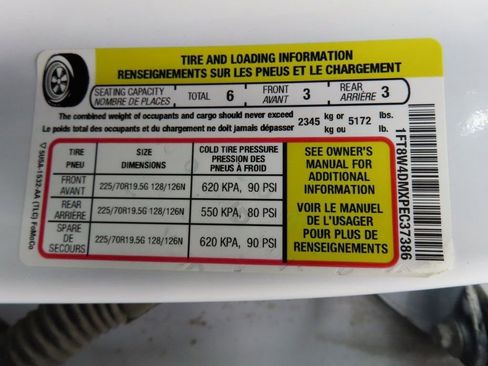 TIRE AND LOADING INFORMATION
RENSEIGNEMENTS SUR LES PNEUS ET LE CHARGEMENT
SEATING CAPACITY
NOMBRE DE PLACES
TOTAL 6
FRONT
AVANT 3
REAR
ARRIÈRE 3
The combined weight of occupants and cargo should never exceed
Le poids total des occupants et du chargement ne doit jamais dépasser
2345 kg or 5172 lbs.
kg ou lb.
TIRE
PNEU
SIZE
DIMENSIONS
COLD TIRE PRESSURE
PRESSION DES
PNEUS À FROID
FRONT
AVANT
225/70R19.5G 128/126N
620 KPA, 90 PSI
REAR
ARRIÈRE
225/70R19.5G 128/126N
550 KPA, 80 PSI
SPARE
DE
SECOURS
225/70R19.5G 128/126N
620 KPA, 90 PSI
SEE OWNER'S
MANUAL FOR
ADDITIONAL
INFORMATION
VOIR LE MANUEL
DE L'USAGER
POUR PLUS DE
RENSEIGNEMENTS
1FT8W4DMXPEC37386
5U5A-1532-AA (TLC) FoMoCo